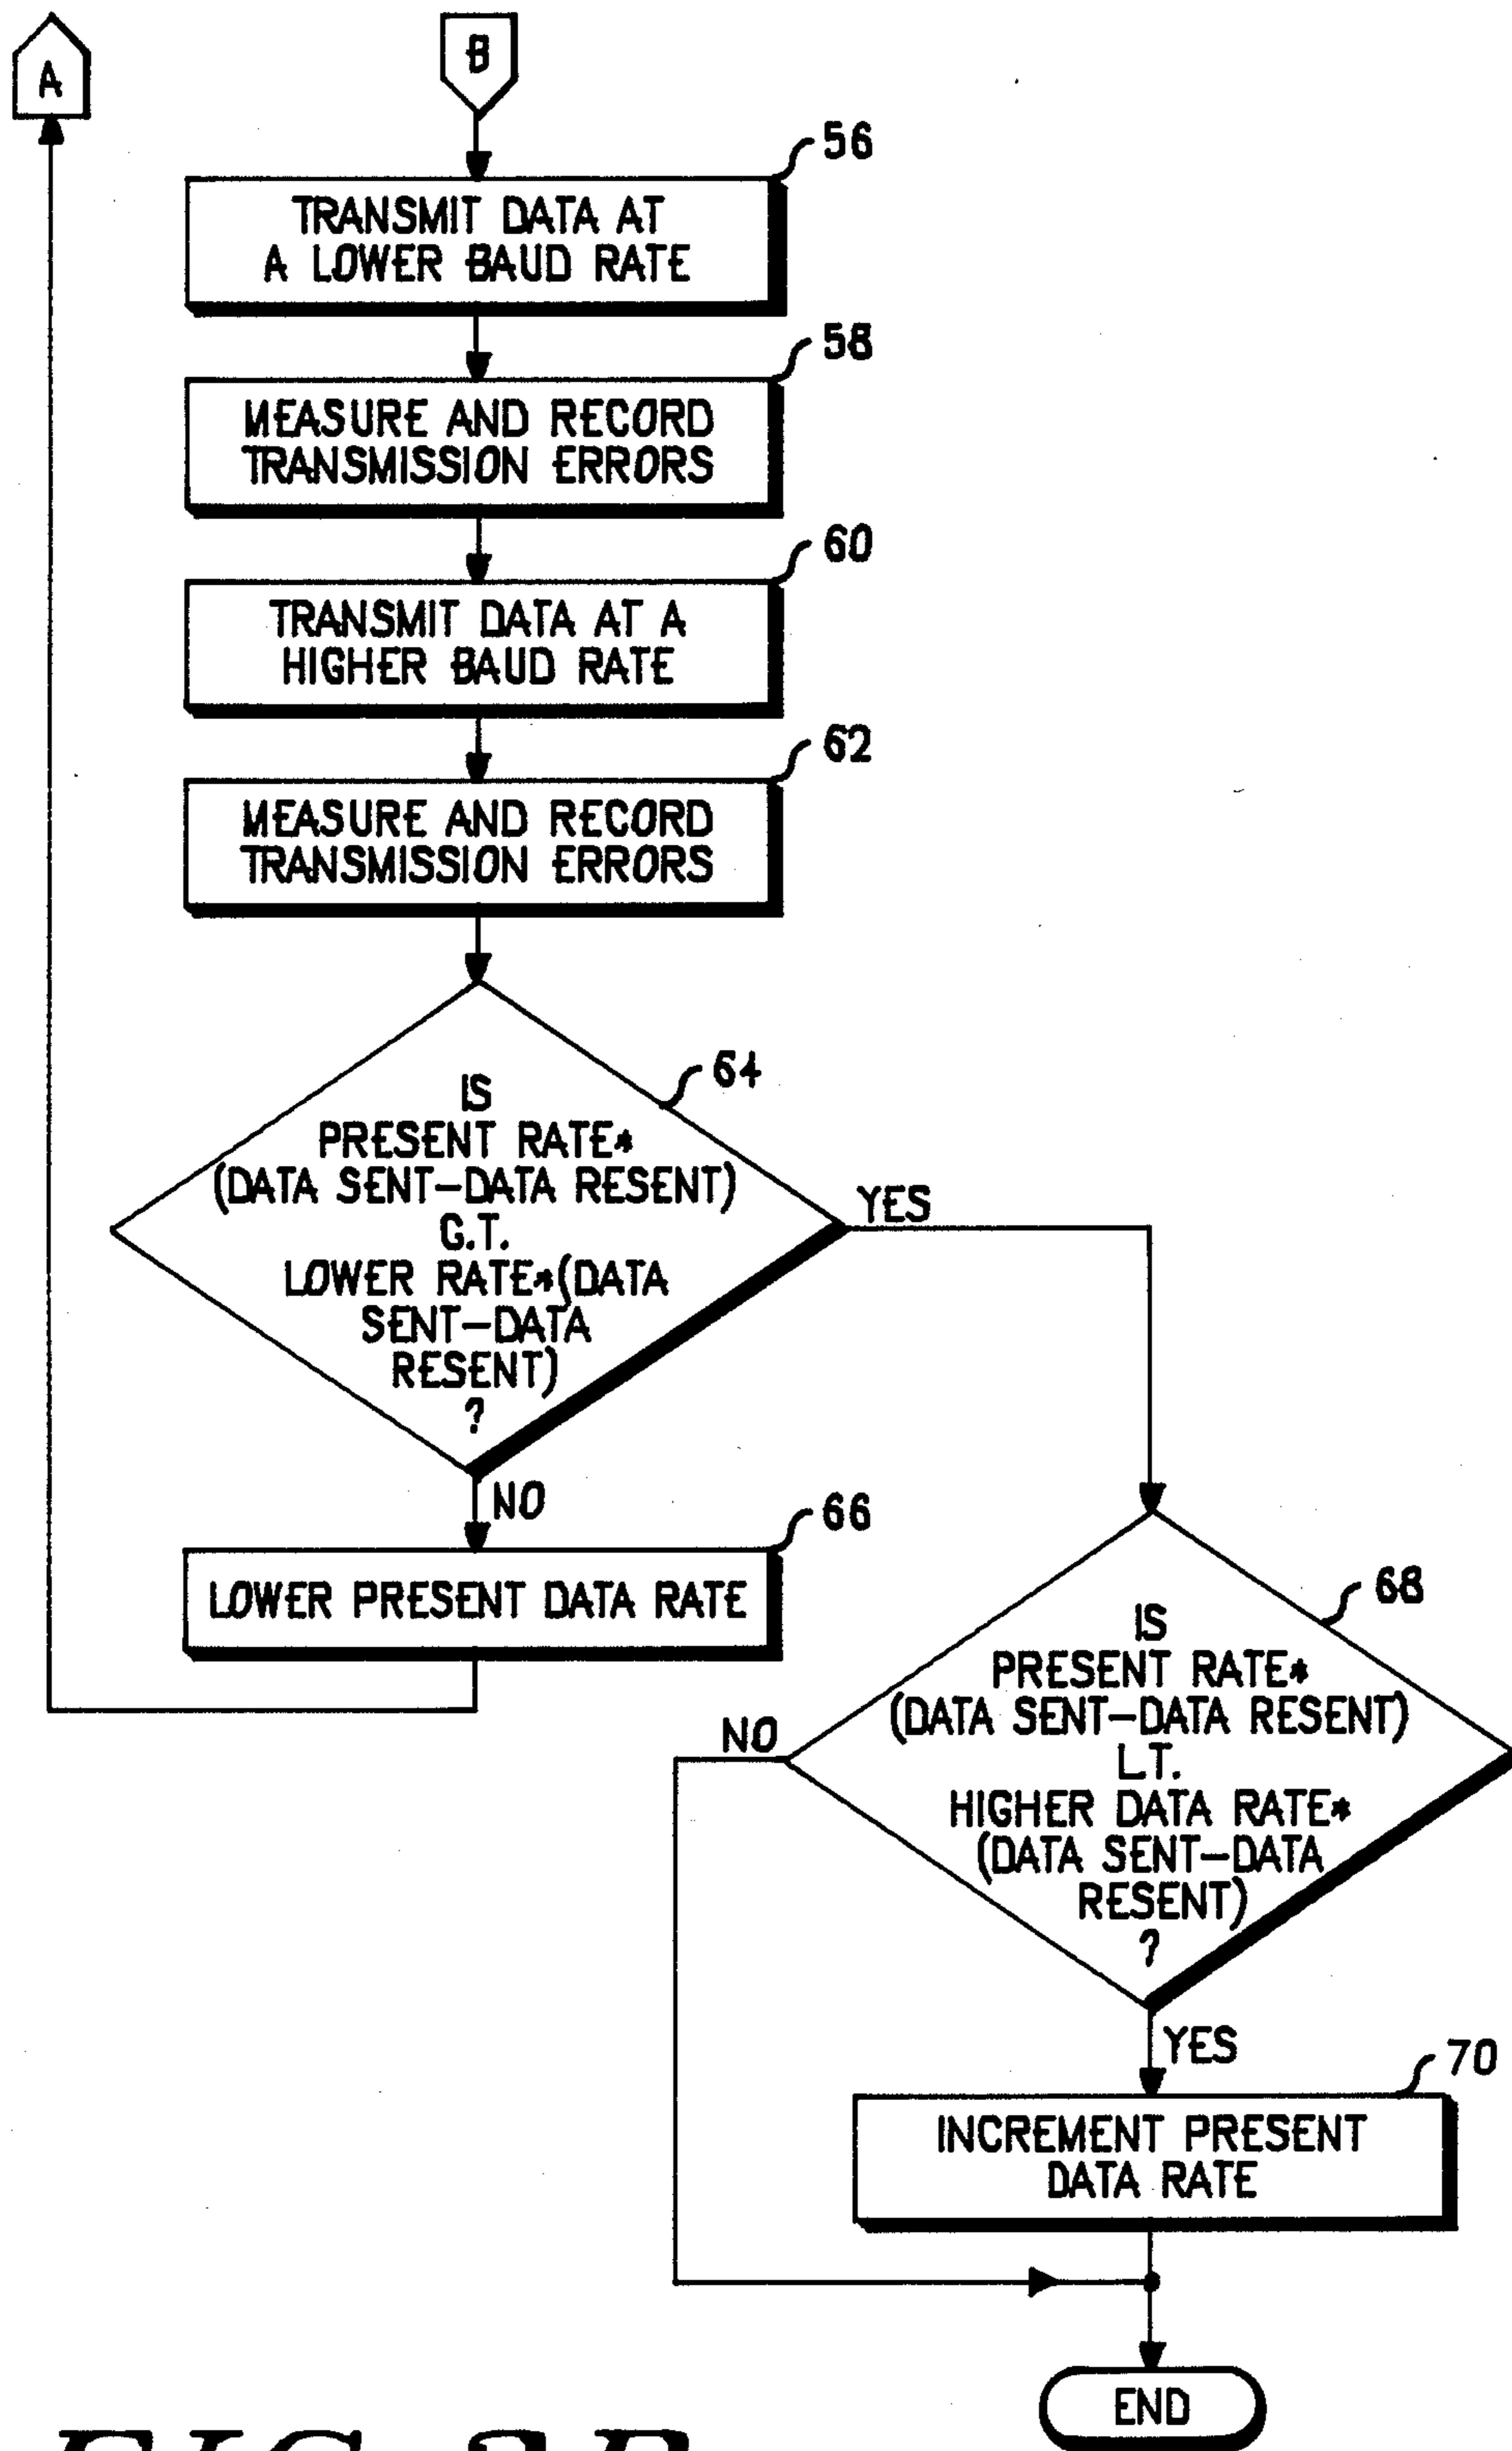 A
B
56
TRANSMIT DATA AT
A LOWER BAUD RATE
58
MEASURE AND RECORD
TRANSMISSION ERRORS
60
TRANSMIT DATA AT A
HIGHER BAUD RATE
62
MEASURE AND RECORD
TRANSMISSION ERRORS
64
IS
PRESENT RATE*
(DATA SENT-DATA RESENT)
G.T.
LOWER RATE*(DATA
SENT-DATA
RESENT)
?
YES
NO
66
LOWER PRESENT DATA RATE
68
IS
PRESENT RATE*
(DATA SENT-DATA RESENT)
L.T.
HIGHER DATA RATE*
(DATA SENT-DATA
RESENT)
?
NO
YES
70
INCREMENT PRESENT
DATA RATE
END